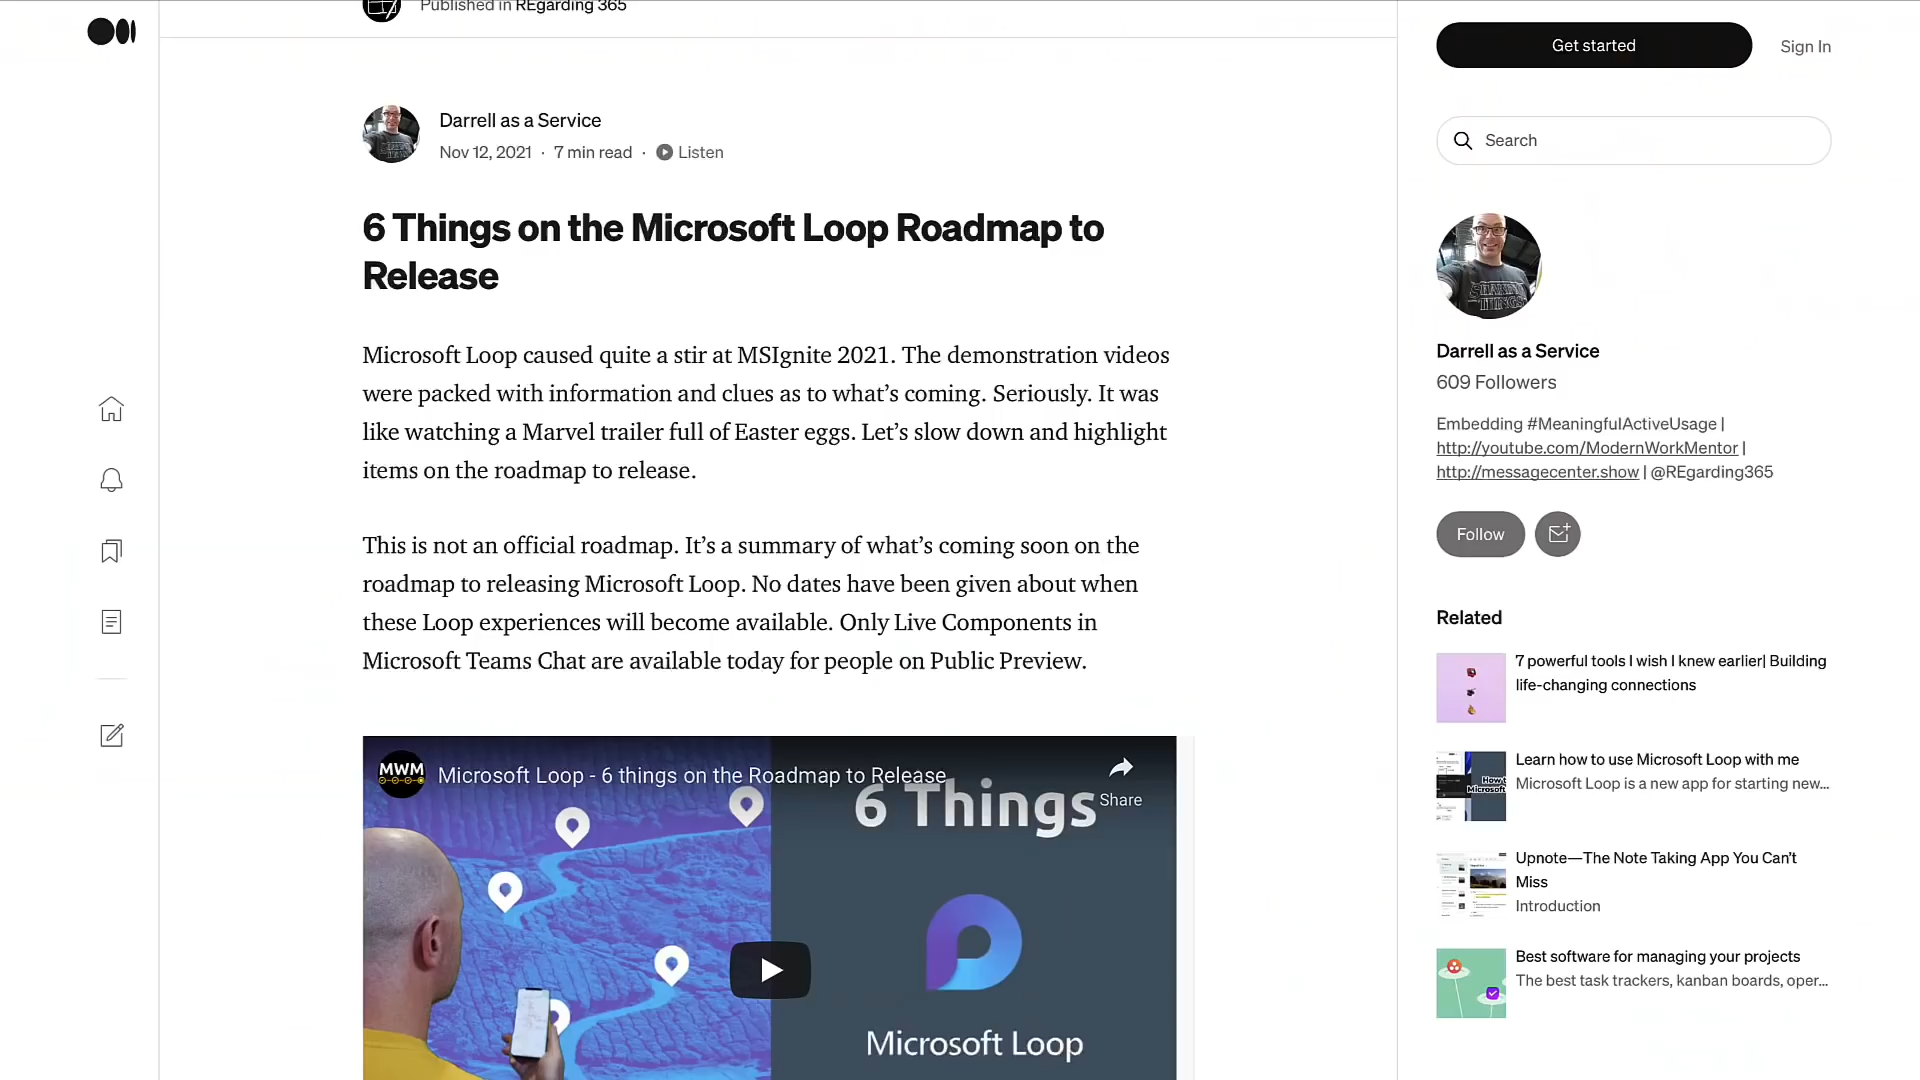 Published in REgarding 365
Get started
Sign In
Darrell as a Service
Nov 12, 2021 · 7 min read · Listen
Search
6 Things on the Microsoft Loop Roadmap to
Release
Microsoft Loop caused quite a stir at MSIgnite 2021. The demonstration videos
were packed with information and clues as to what’s coming. Seriously. It was
like watching a Marvel trailer full of Easter eggs. Let’s slow down and highlight
items on the roadmap to release.
This is not an official roadmap. It’s a summary of what’s coming soon on the
roadmap to releasing Microsoft Loop. No dates have been given about when
these Loop experiences will become available. Only Live Components in
Microsoft Teams Chat are available today for people on Public Preview.
MWM
Microsoft Loop - 6 things on the Roadmap to Release
Share
6 Things
Microsoft Loop
Darrell as a Service
609 Followers
Embedding #MeaningfulActiveUsage |
http://youtube.com/ModernWorkMentor |
http://messagecenter.show | @REgarding365
Follow
Related
7 powerful tools I wish I knew earlier| Building
life-changing connections
Learn how to use Microsoft Loop with me
Microsoft Loop is a new app for starting new...
Upnote—The Note Taking App You Can’t
Miss
Introduction
Best software for managing your projects
The best task trackers, kanban boards, oper...